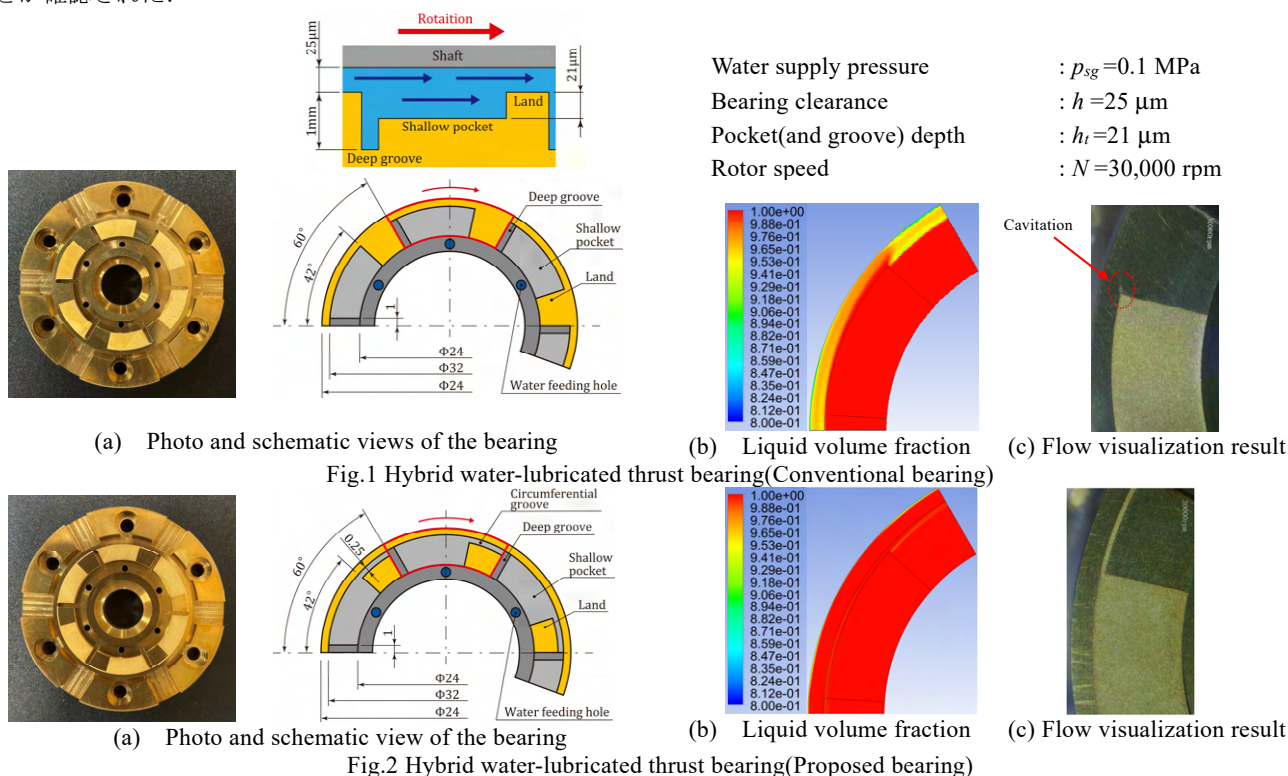 とが確認された.
Rotaition
Shaft
25μm
21μm
Land
Shallow pocket
1mm
Deep groove
Water supply pressure : psg =0.1 MPa
Bearing clearance : h =25 μm
Pocket(and groove) depth : ht =21 μm
Rotor speed : N =30,000 rpm
60°
42°
1
Deep groove
Shallow
pocket
Land
Φ24
Φ32
Φ24
Water feeding hole
1.00e+00
9.88e-01
9.76e-01
9.65e-01
9.53e-01
9.41e-01
9.29e-01
9.18e-01
9.06e-01
8.94e-01
8.82e-01
8.71e-01
8.59e-01
8.47e-01
8.35e-01
8.24e-01
8.12e-01
8.00e-01
Cavitation
(a) Photo and schematic views of the bearing
(b) Liquid volume fraction
(c) Flow visualization result
Fig.1 Hybrid water-lubricated thrust bearing(Conventional bearing)
Circumferential
groove
Deep groove
0.25
60°
42°
1
Shallow
pocket
Land
Φ24
Φ32
Φ24
Water feeding hole
1.00e+00
9.88e-01
9.76e-01
9.65e-01
9.53e-01
9.41e-01
9.29e-01
9.18e-01
9.06e-01
8.94e-01
8.82e-01
8.71e-01
8.59e-01
8.47e-01
8.35e-01
8.24e-01
8.12e-01
8.00e-01
30000rpm
(a) Photo and schematic view of the bearing
(b) Liquid volume fraction
(c) Flow visualization result
Fig.2 Hybrid water-lubricated thrust bearing(Proposed bearing)